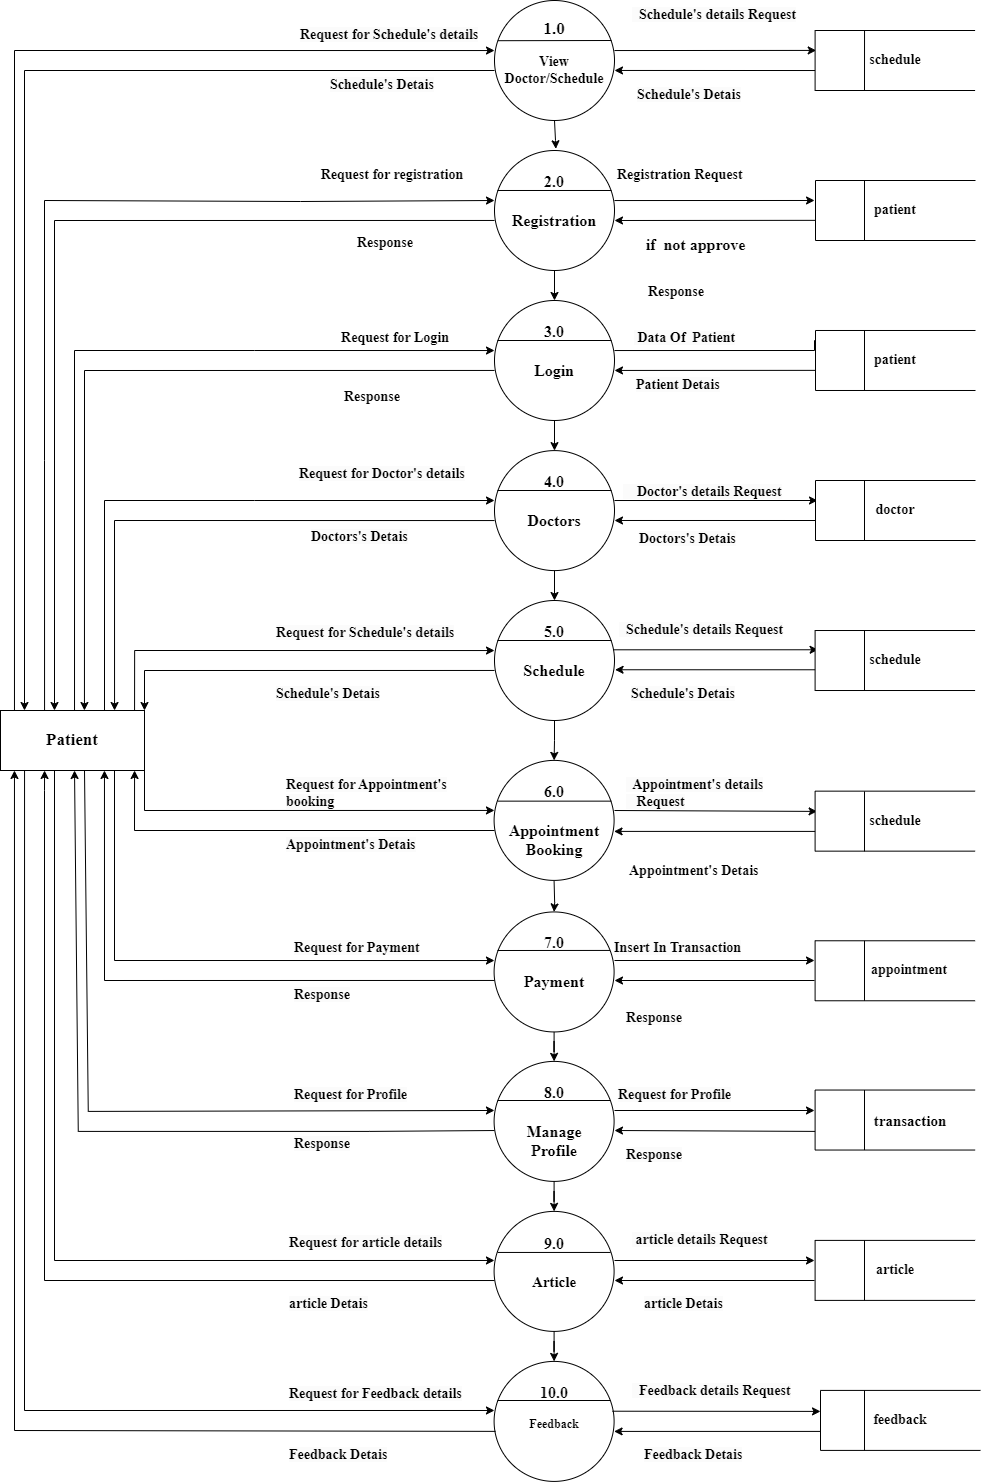 Schedule's details Request
1.0
Request for Schedule's details
View
Doctor/Schedule
schedule
Schedule's Detais
Schedule's Detais
Request for registration
Registration Request
2.0
Registration
patient
Response
if not approve
Response
3.0
Request for Login
Data Of Patient
Login
patient
Patient Detais
Response
Request for Doctor's details
4.0
Doctor's details Request
Doctors
doctor
Doctors's Detais
Doctors's Detais
Request for Schedule's details
5.0
Schedule's details Request
Schedule
schedule
Schedule's Detais
Schedule's Detais
Patient
Request for Appointment's
booking
6.0
Appointment's details
Request
Appointment
Booking
schedule
Appointment's Detais
Appointment's Detais
Request for Payment
7.0
Insert In Transaction
Payment
appointment
Response
Response
Request for Profile
8.0
Request for Profile
Manage
Profile
transaction
Response
Response
Request for article details
9.0
article details Request
Article
article
article Detais
article Detais
Request for Feedback details
10.0
Feedback details Request
Feedback
feedback
Feedback Detais
Feedback Detais